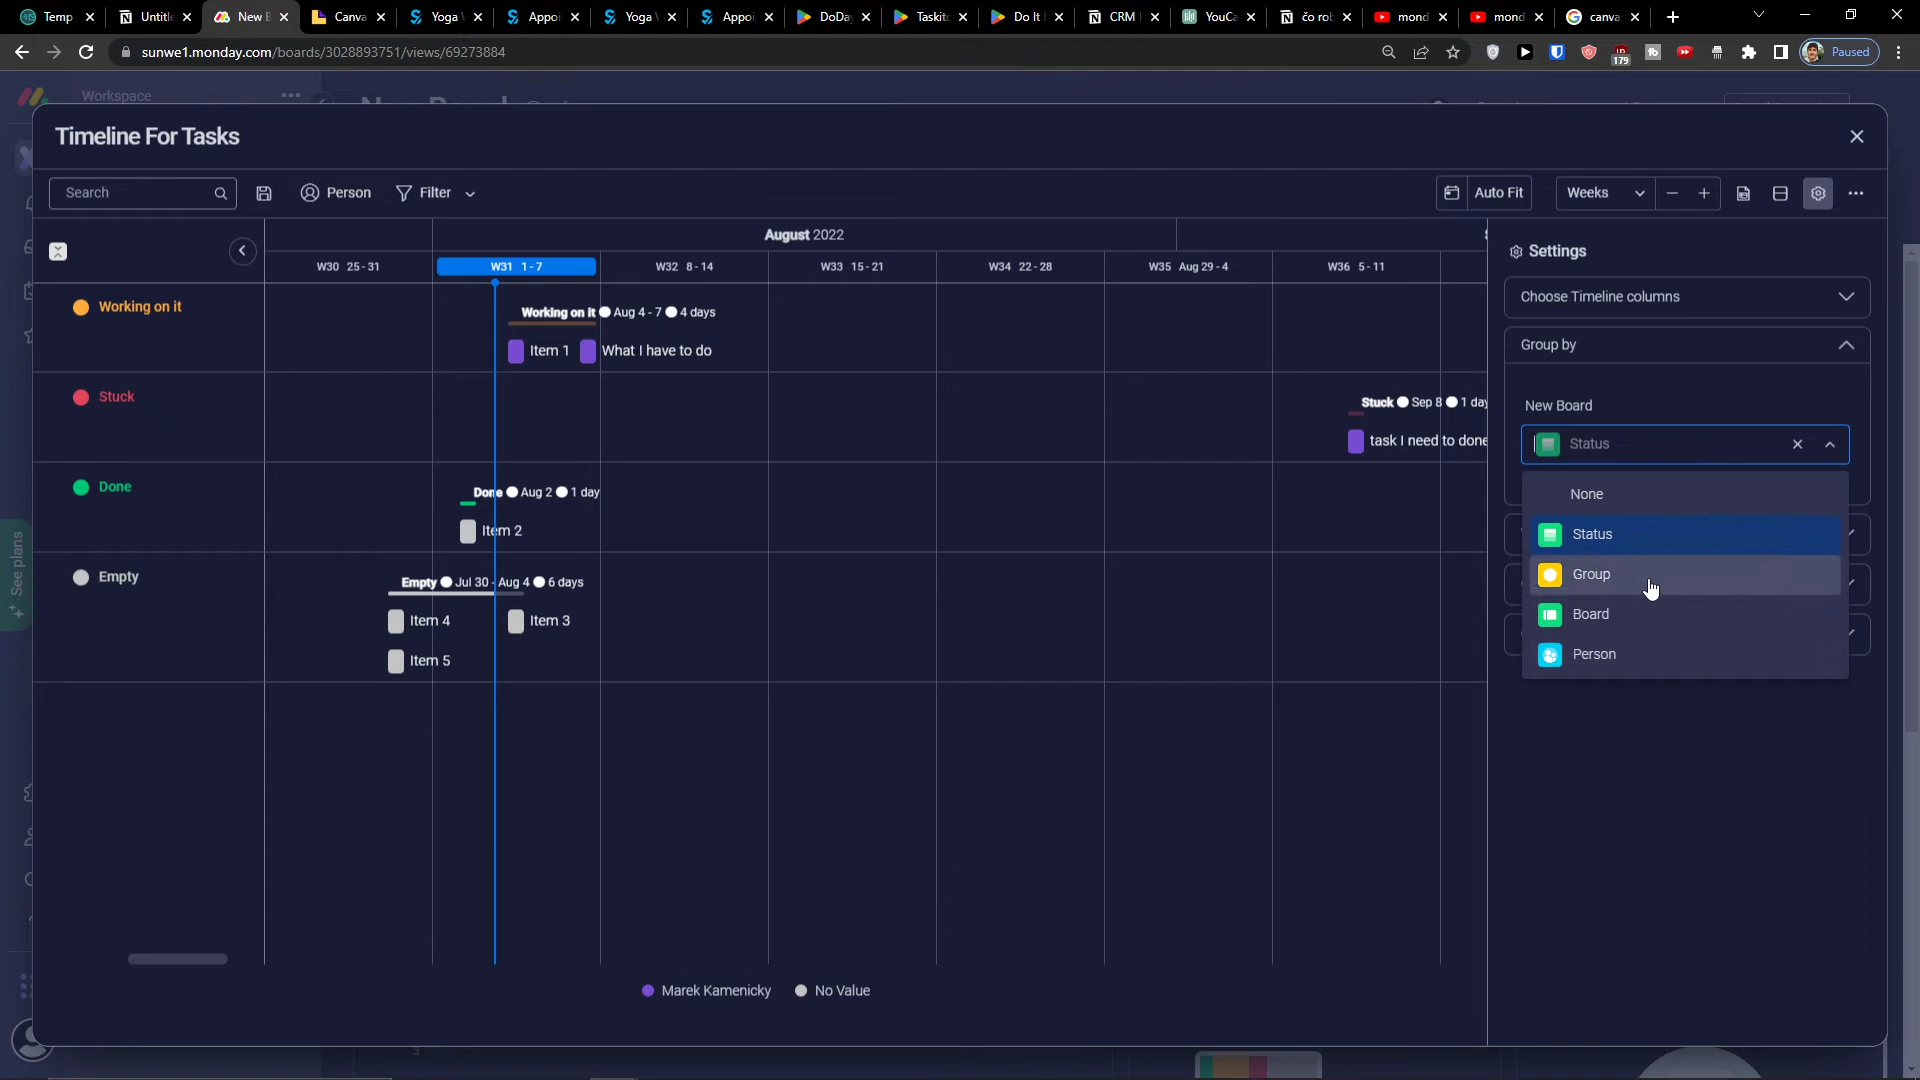 Temp
Untitle
New B
Canva
Yoga
Appoi
Yoga
Appoi
DoDay
Taskit
Do It
CRM
YouCa
čo rob
mond
mond
canva
sunwe1.monday.com/boards/3028893751/views/69273884
179
Paused
Workspace
New Board
Timeline For Tasks
Search
Person
Filter
Auto Fit
Weeks
August 2022
Settings
W30 25-31
W31 1-7
W32 8-14
W33 15-21
W34 22-28
W35 Aug 29-4
W36 5-11
Choose Timeline columns
Working on it
Working on it Aug 4 - 7 4 days
Item 1
What I have to do
Group by
Stuck
Stuck Sep 8 1 day
task I need to done
New Board
Status
None
Status
Group
Board
Person
Done
Done Aug 2 1 day
Item 2
Empty
Empty Jul 30 - Aug 4 6 days
Item 4
Item 3
Item 5
See plans
Marek Kamenicky
No Value
3